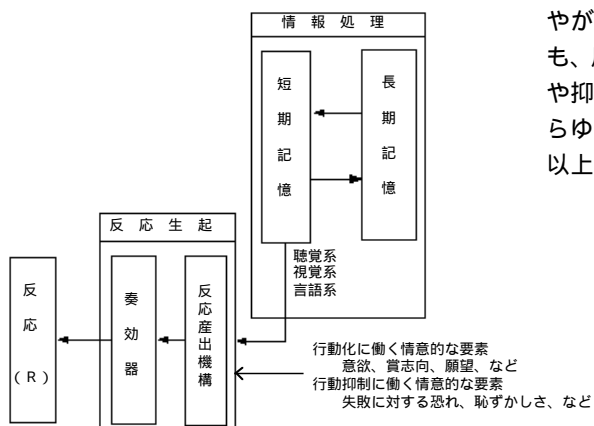 情報処理
短期記憶
長期記憶
聴覚系
視覚系
言語系
反応生起
反応産出機構
奏効器
反応(R)
行動化に働く情意的な要素
意欲、賞志向、願望、など
行動抑制に働く情意的な要素
失敗に対する恐れ、恥ずかしさ、など
やが
も、
や抑
らゆ
以上